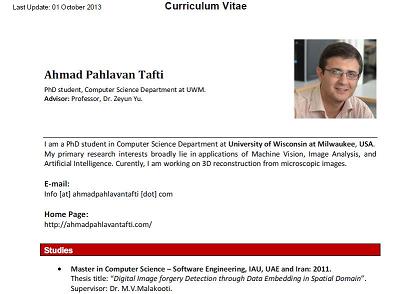 Last Update: 01 October 2013
Curriculum Vitae
Ahmad Pahlavan Tafti
PhD student, Computer Science Department at UWM.
Advisor: Professor, Dr. Zeyun Yu.
I am a PhD student in Computer Science Department at University of Wisconsin at Milwaukee, USA.
My primary research interests broadly lie in applications of Machine Vision, Image Analysis, and
Artificial Intelligence. Curently, I am working on 3D reconstruction from microscopic images.
E-mail:
Info [at] ahmadpahlavantafti [dot] com
Home Page:
http://ahmadpahlavantafti.com/
Studies
• Master in Computer Science – Software Engineering, IAU, UAE and Iran: 2011.
Thesis title: "Digital Image forgery Detection through Data Embedding in Spatial Domain".
Supervisor: Dr. M.V.Malakooti.